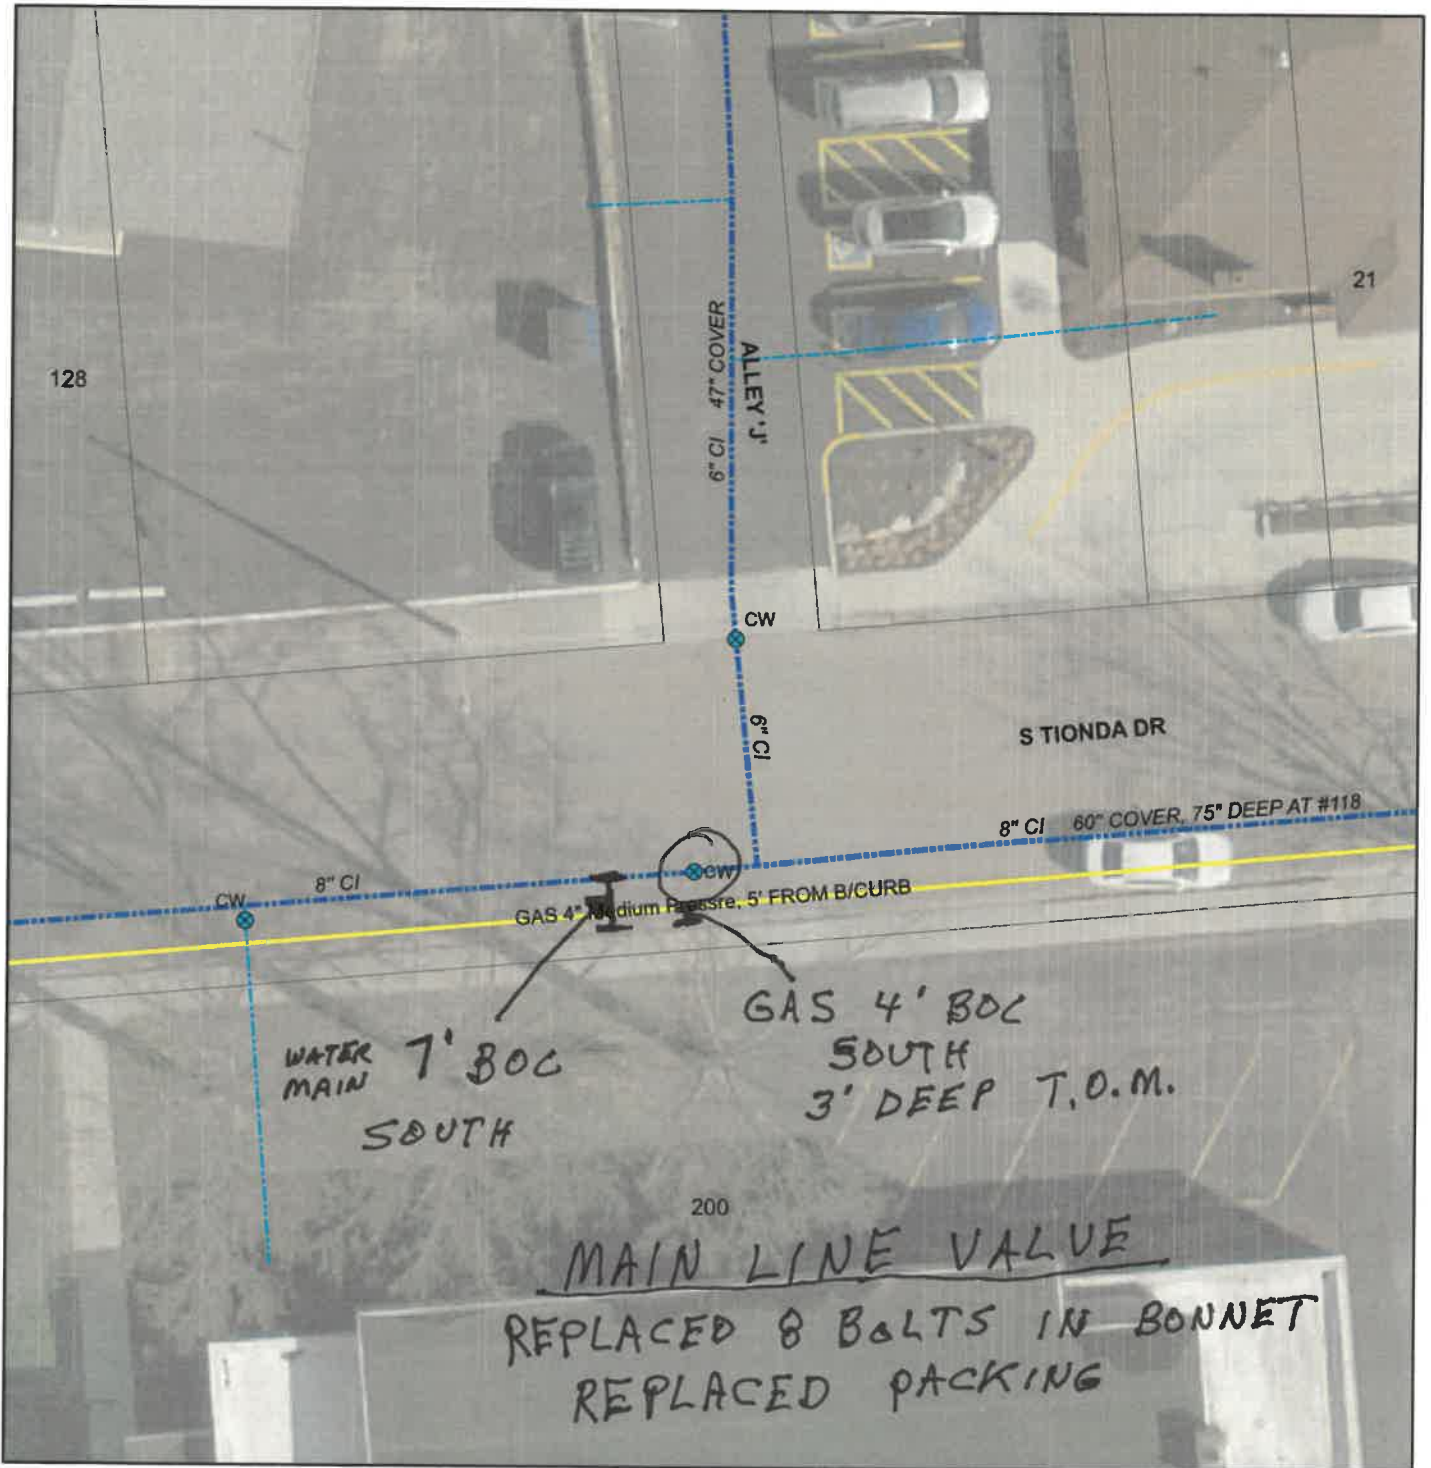 21
128
6" CI 47" COVER
ALLEY 'J'
CW
6" CI
S TIONDA DR
8" CI 60" COVER, 75" DEEP AT #118
8" CI
CW
CW
GAS 4" Medium Pressre, 5' FROM B/CURB
WATER MAIN 7' BOC
SOUTH
GAS 4' BOC
SOUTH
3' DEEP T.O.M.
200
MAIN LINE VALUE
REPLACED 8 BOLTS IN BONNET
REPLACED PACKING